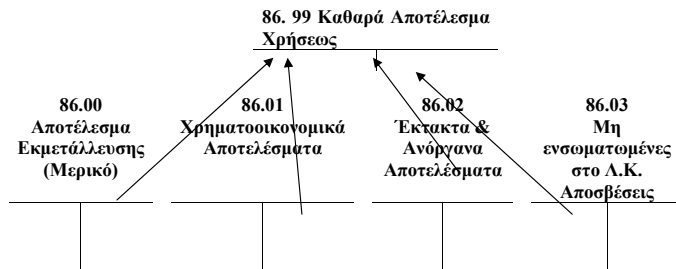 86. 99 Καθαρά Αποτέλεσμα
Χρήσεως
86.00
Αποτέλεσμα
Εκμετάλλευσης
(Μερικό)
86.01
Χρηματοοικονομικά
Αποτελέσματα
86.02
Έκτακτα &
Ανόργανα
Αποτελέσματα
86.03
Μη
ενσωματωμένες
στο Λ.Κ.
Αποσβέσεις